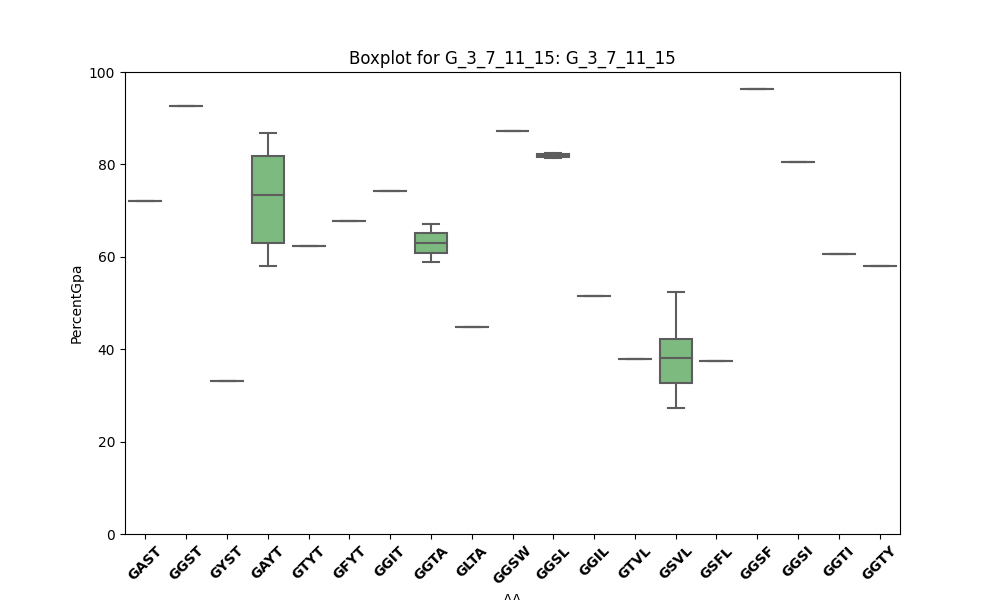 Boxplot for G_3_7_11_15: G_3_7_11_15
PercentGpa
100
80
60
40
20
0
GAST GGST GYST GAYT GTYT GFYT GGIT GGTA GLTA GGSW GGSL GGIL GTVL GSVL GSFL GGSF GGSI GGTI GGTY
AA